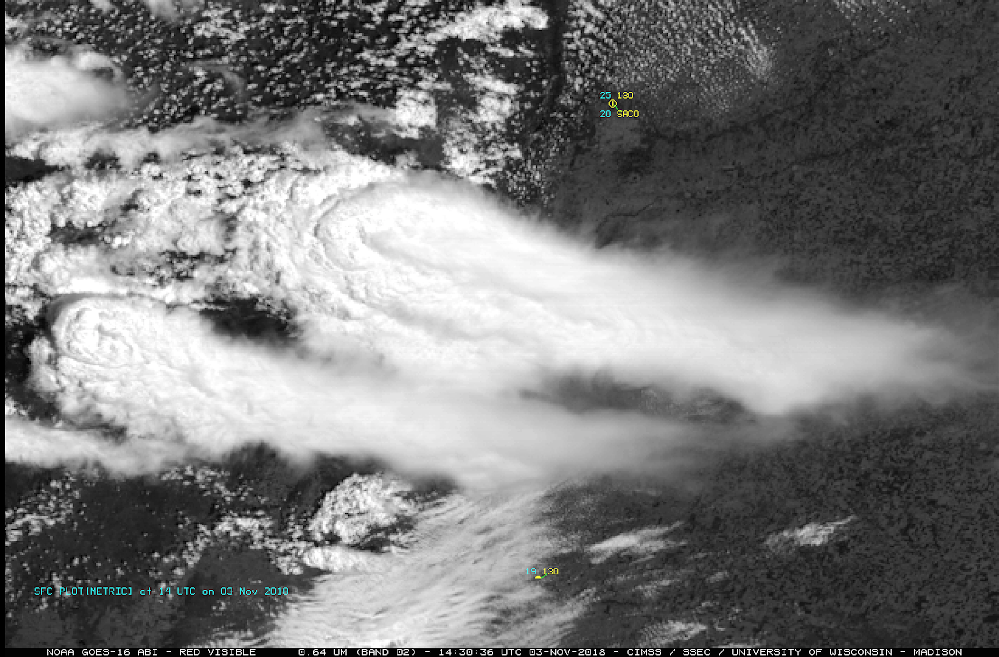 25 130
20 SACO
19 130
SFC PLOT[METRIC] at 14 UTC on 03 Nov 2018
NOAA GOES-16 ABI - RED VISIBLE 0.64 UM (BAND 02) - 14:30:36 UTC 03-NOV-2018 - CIMSS / SSEC / UNIVERSITY OF WISCONSIN - MADISON